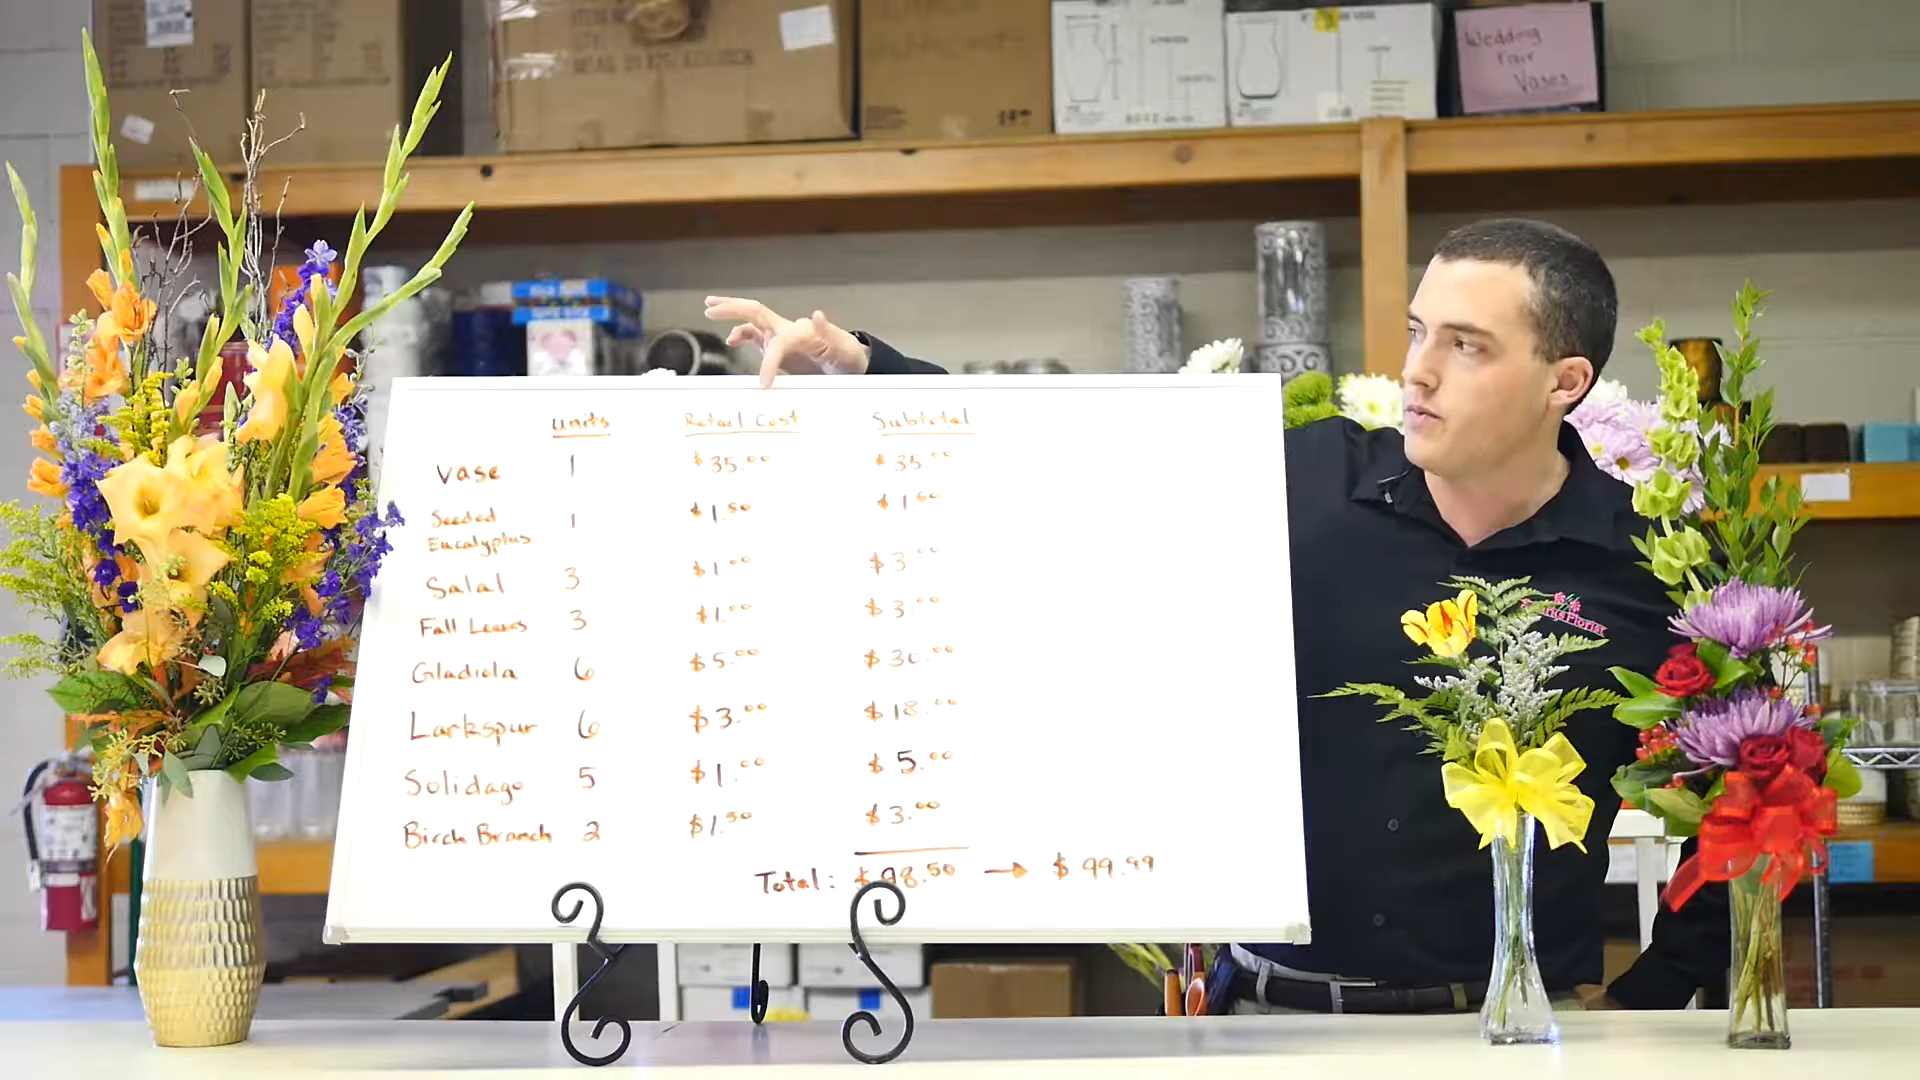 Wedding
Fair
Vases
Units Retail Cost Subtotal
Vase 1 $35.00 $35.00
Seeded
Eucalyptus 1 $1.50 $1.50
Salal 3 $1.00 $3.00
Fall Leaves 3 $1.00 $3.00
Gladiola 6 $5.00 $30.00
Larkspur 6 $3.00 $18.00
Solidago 5 $1.00 $5.00
Birch Branch 2 $1.50 $3.00
Total: $98.50 → $99.99
Florist